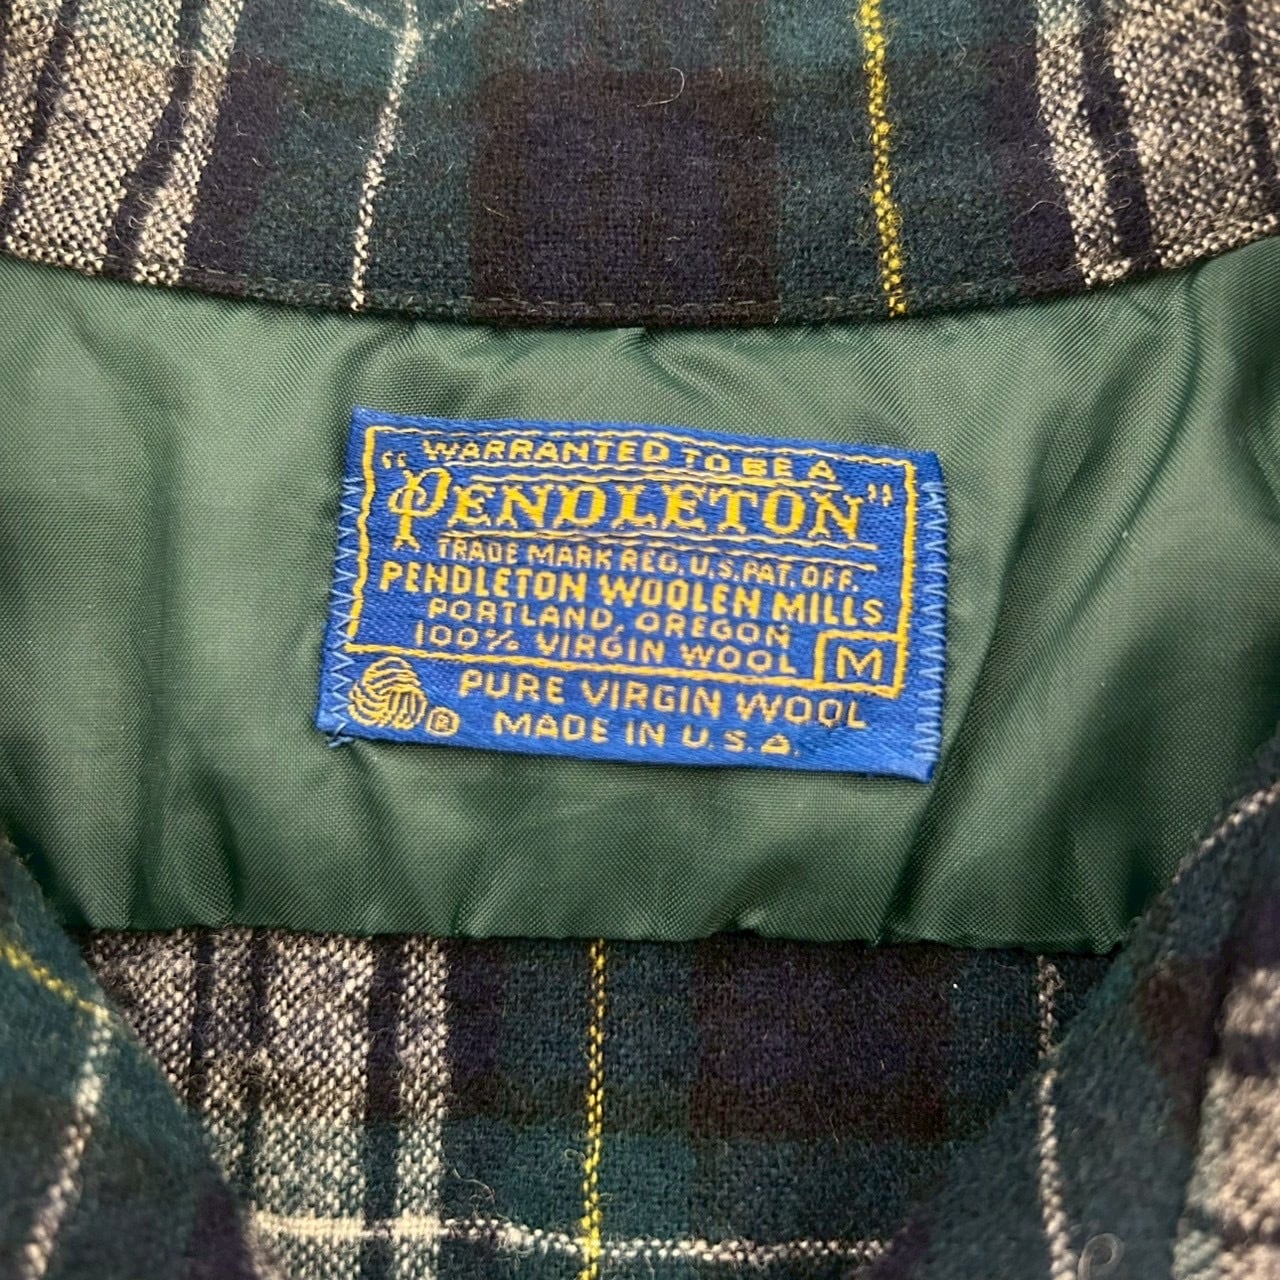 WARRANTED TO BE A
"PENDLETON"
TRADE MARK REG. U.S. PAT. OFF.
PENDLETON WOOLEN MILLS
PORTLAND, OREGON
100% VIRGIN WOOL
M
PURE VIRGIN WOOL
® MADE IN U.S.A.